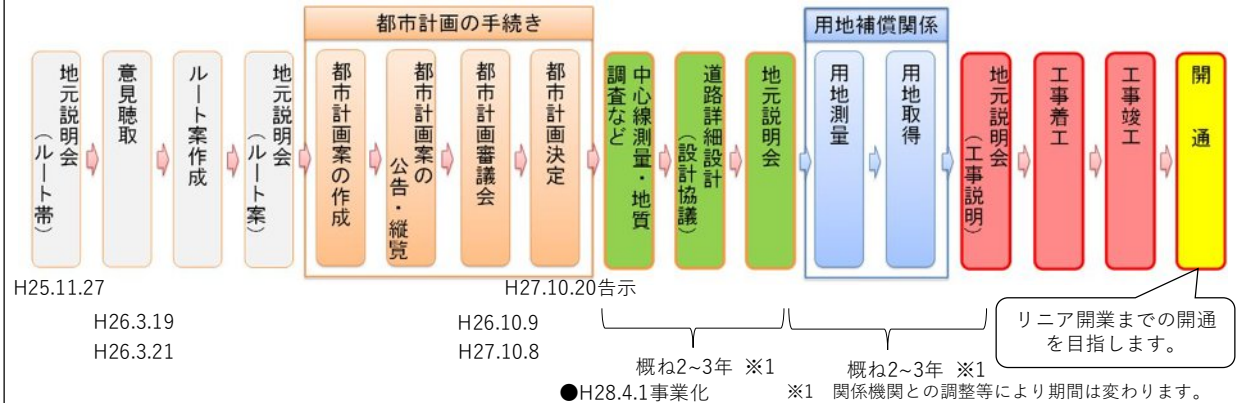 都市計画の手続き
用地補償関係
地元説明会
（ルート帯）
意見聴取
ルート案作成
地元説明会
（ルート案）
都市計画案の作成
都市計画案の
公告・縦覧
都市計画審議会
都市計画決定
中心線測量・地質
調査など
道路詳細設計
（設計協議）
地元説明会
用地測量
用地取得
地元説明会
（工事説明）
工事着工
工事竣工
開通
H25.11.27
H27.10.20告示
H26.3.19
H26.3.21
H26.10.9
H27.10.8
リニア開業までの開通
を目指します。
概ね2~3年 ※1
概ね2~3年 ※1
●H28.4.1事業化
※1 関係機関との調整等により期間は変わります。